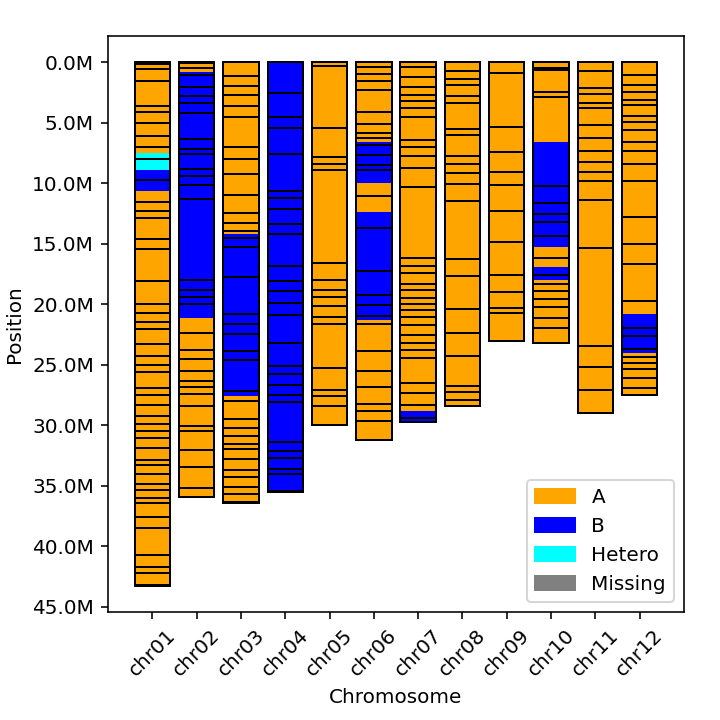 0.0M
5.0M
10.0M
15.0M
20.0M
25.0M
30.0M
35.0M
40.0M
45.0M
Position
A
B
Hetero
Missing
chr01 chr02 chr03 chr04 chr05 chr06 chr07 chr08 chr09 chr10 chr11 chr12
Chromosome